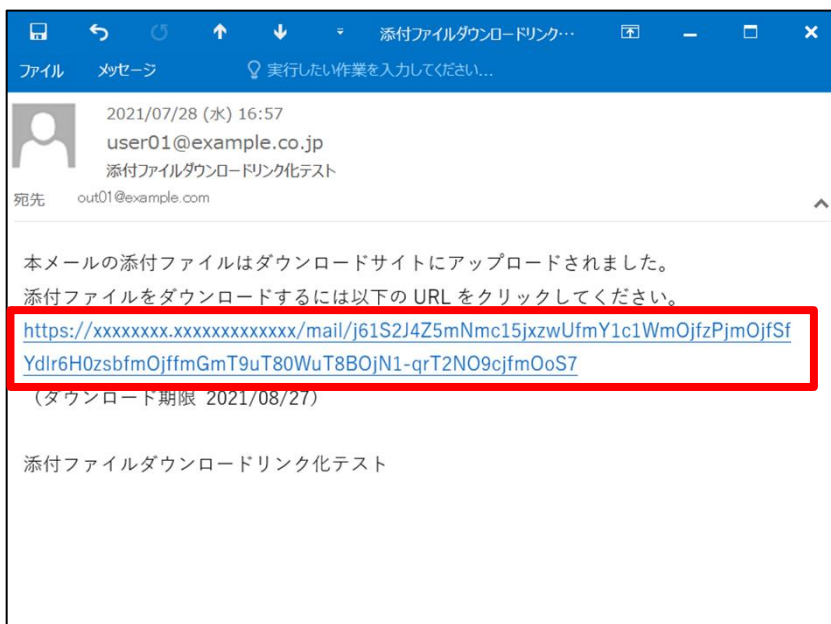 添付ファイルダウンロードリンク…
ファイル メッセージ 実行したい作業を入力してください...
2021/07/28 (水) 16:57
user01@example.co.jp
添付ファイルダウンロードリンク化テスト
宛先 out01@example.com
本メールの添付ファイルはダウンロードサイトにアップロードされました。
添付ファイルをダウンロードするには以下の URL をクリックしてください。
https://xxxxxxxx.xxxxxxxxxxxxx/mail/j61S2J4Z5mNmc15jxzwUfmY1c1WmOjfzPjmOjfSf
Ydlr6H0zsbfmOjffmGmT9uT80WuT8BOjN1-qrT2NO9cjfmOoS7
（ダウンロード期限 2021/08/27）
添付ファイルダウンロードリンク化テスト